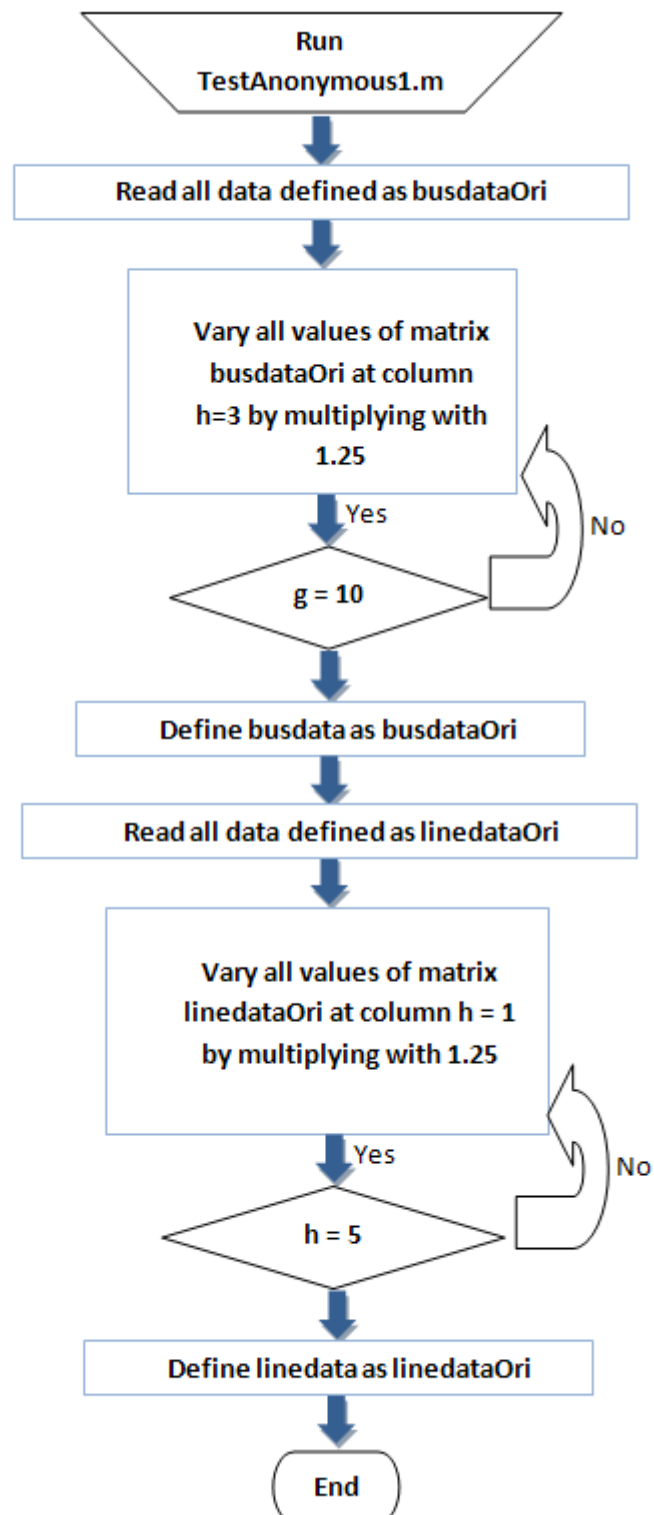 Run
TestAnonymous1.m
Read all data defined as busdataOri
Vary all values of matrix
busdataOri at column
h=3 by multiplying with
1.25
Yes
No
g = 10
Define busdata as busdataOri
Read all data defined as linedataOri
Vary all values of matrix
linedataOri at column h = 1
by multiplying with 1.25
Yes
No
h = 5
Define linedata as linedataOri
End